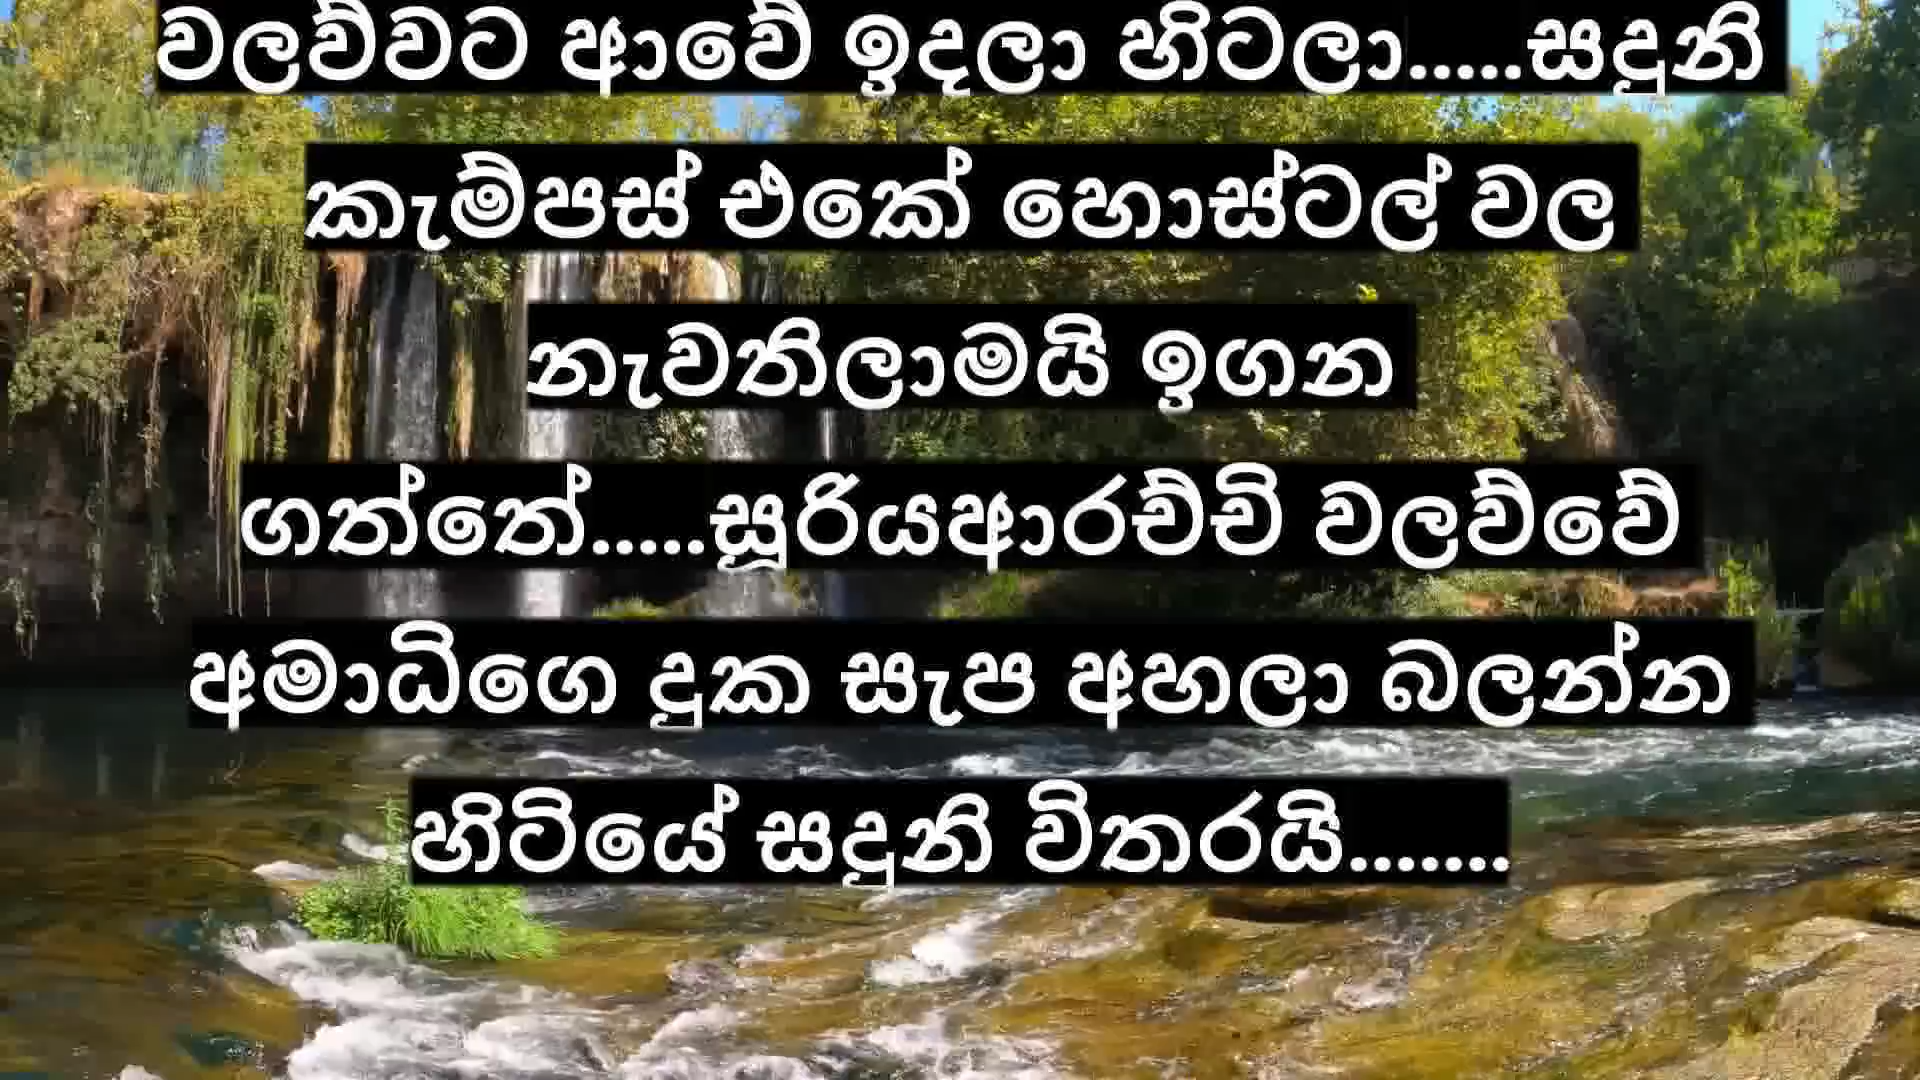 වලව්වට ආවේ ඉදලා හිටලා.....සදුනි
කැම්පස් එකේ හොස්ටල් වල
නැවතිලාමයි ඉගන
ගත්තේ.....සූරියආරච්චි වලව්වේ
අමාධිගෙ දුක සැප අහලා බලන්න
හිටියේ සදුනි විතරයි.......